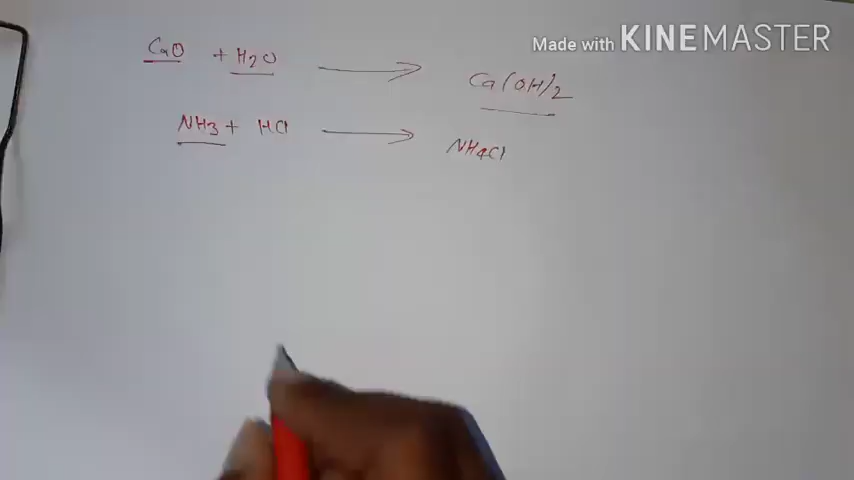 Made with KINEMASTER
CaO + H2O → Ca(OH)2
NH3 + HCl → NH4Cl